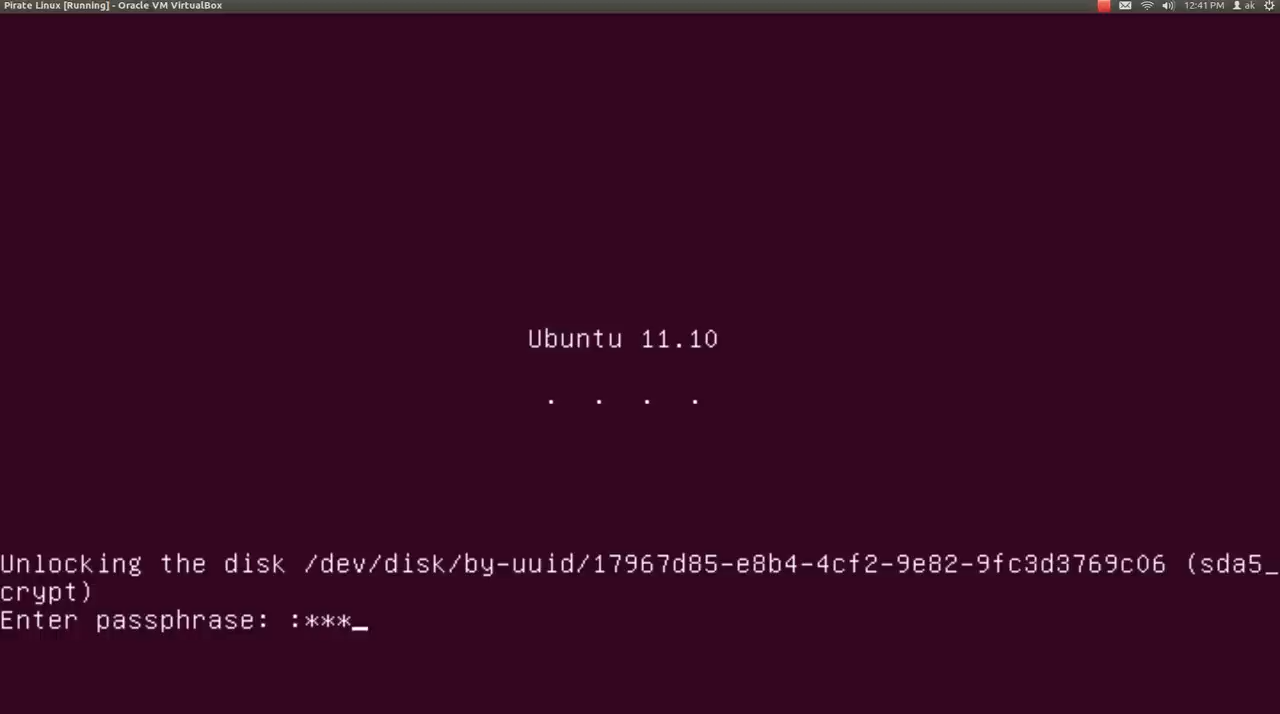 Pirate Linux [Running] - Oracle VM VirtualBox
12:41 PM ak
Ubuntu 11.10
. . . .
Unlocking the disk /dev/disk/by-uuid/17967d85-e8b4-4cf2-9e82-9fc3d3769c06 (sda5_
crypt)
Enter passphrase: :***_